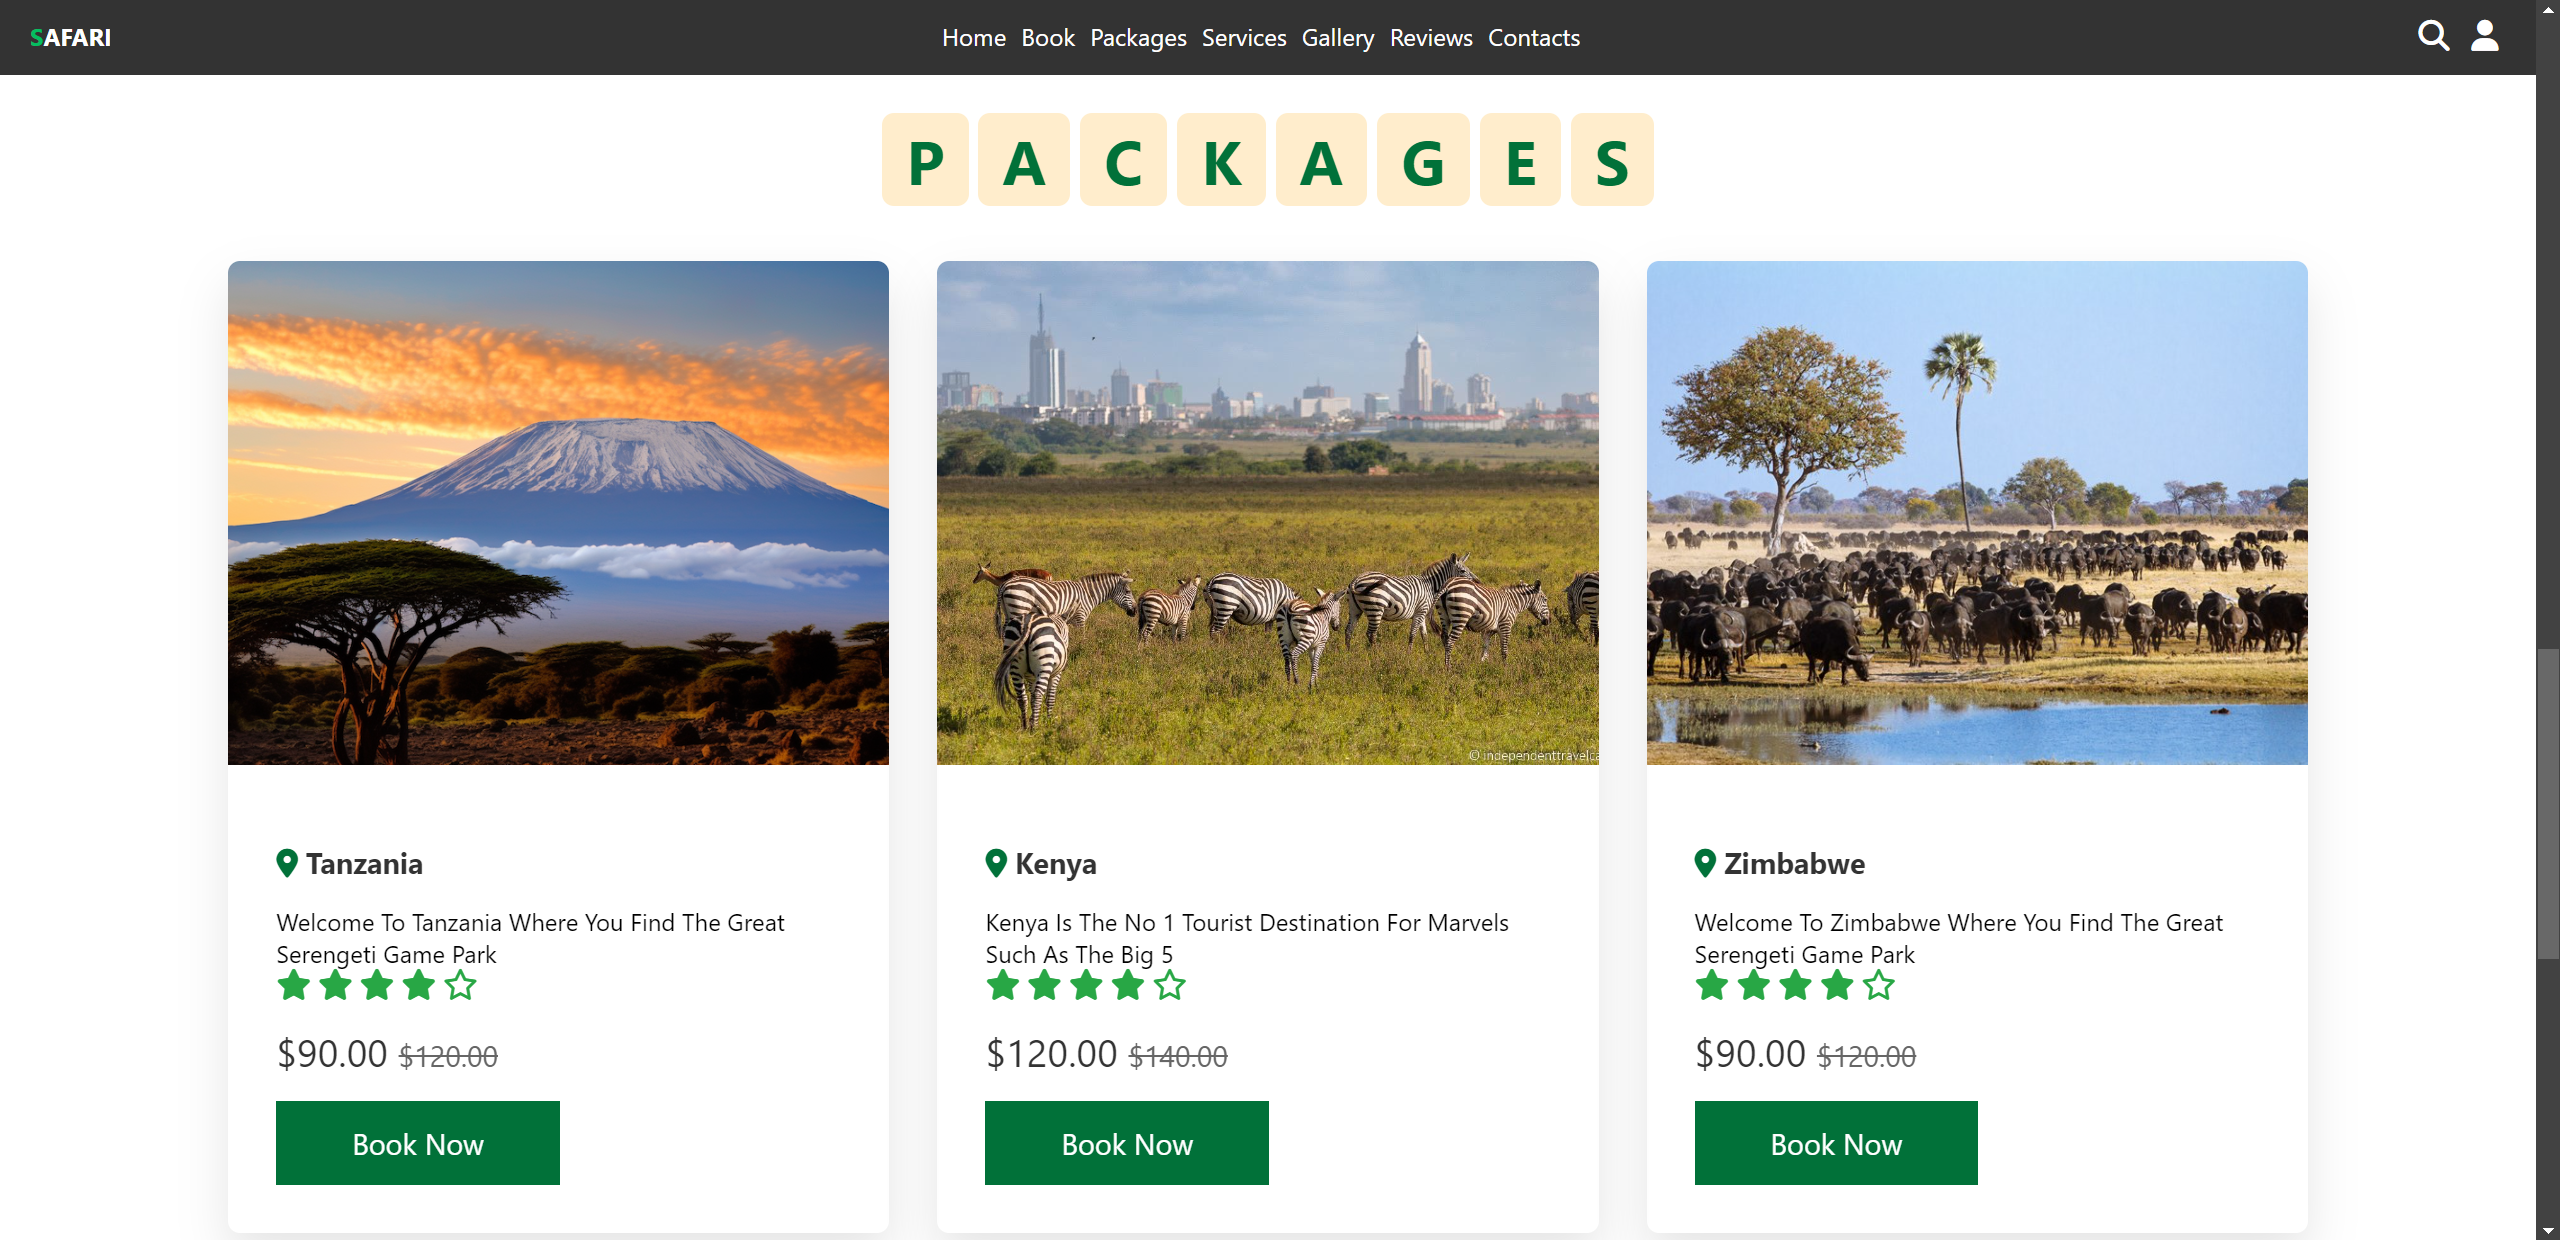 SAFARI
Home Book Packages Services Gallery Reviews Contacts
PACKAGES
© independenttravelca
Tanzania
Welcome To Tanzania Where You Find The Great
Serengeti Game Park
$90.00 $120.00
Book Now
Kenya
Kenya Is The No 1 Tourist Destination For Marvels
Such As The Big 5
$120.00 $140.00
Book Now
Zimbabwe
Welcome To Zimbabwe Where You Find The Great
Serengeti Game Park
$90.00 $120.00
Book Now